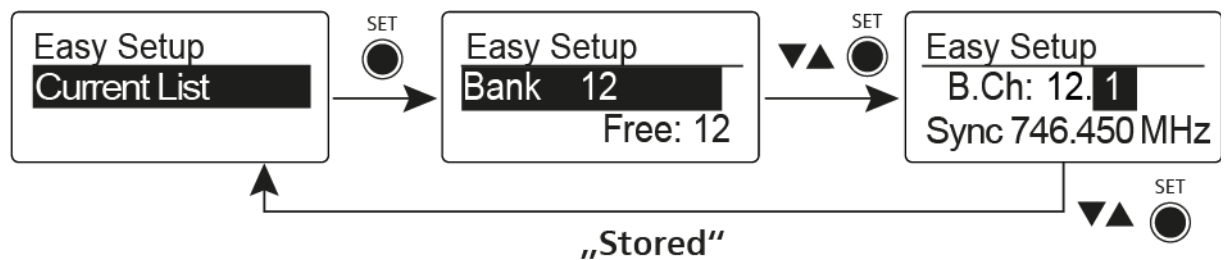 Easy Setup
Current List
SET
Easy Setup
Bank 12
Free: 12
SET
Easy Setup
B.Ch: 12.1
Sync 746.450 MHz
SET
„Stored“